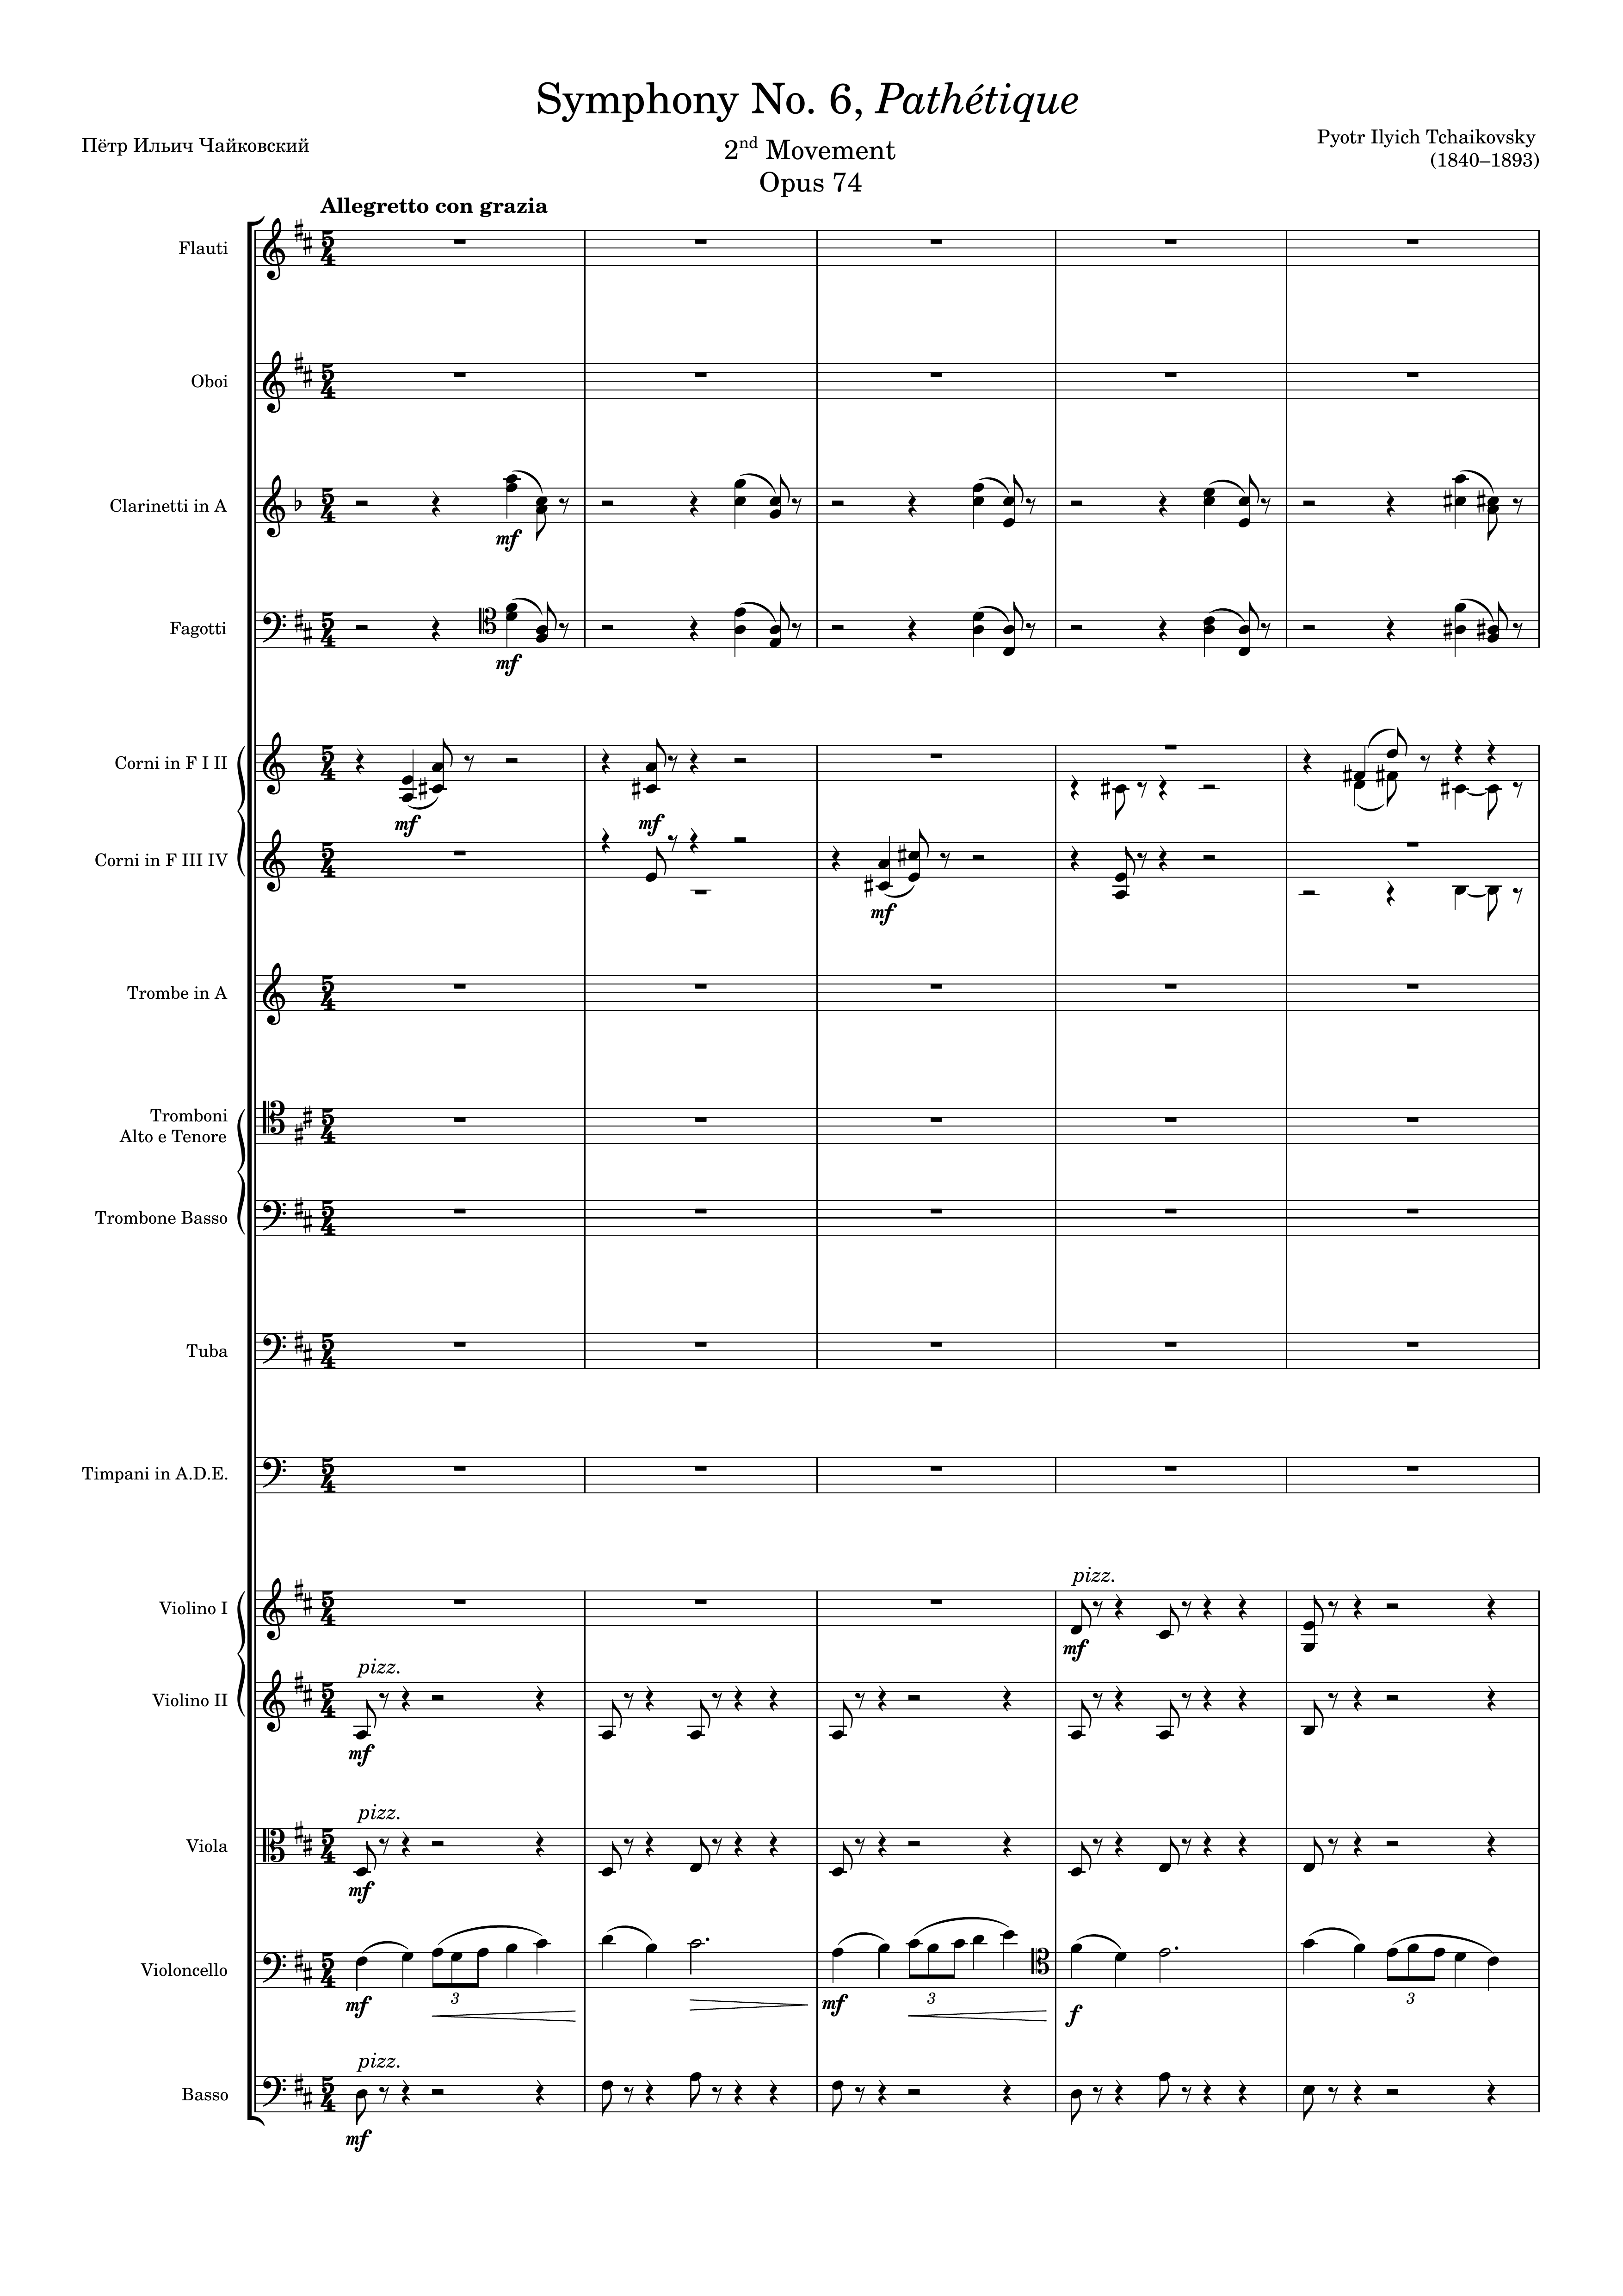 Symphony No. 6, Pathétique
Пётр Ильич Чайковский
2nd Movement
Opus 74
Pyotr Ilyich Tchaikovsky
(1840–1893)
Allegretto con grazia
Flauti
Oboi
Clarinetti in A
mf
Fagotti
mf
Corni in F I II
mf
mf
Corni in F III IV
mf
Trombe in A
Tromboni
Alto e Tenore
Trombone Basso
Tuba
Timpani in A.D.E.
pizz.
Violino I
mf
pizz.
Violino II
mf
pizz.
Viola
mf
Violoncello
mf 3 mf 3 f 3
pizz.
Basso
mf